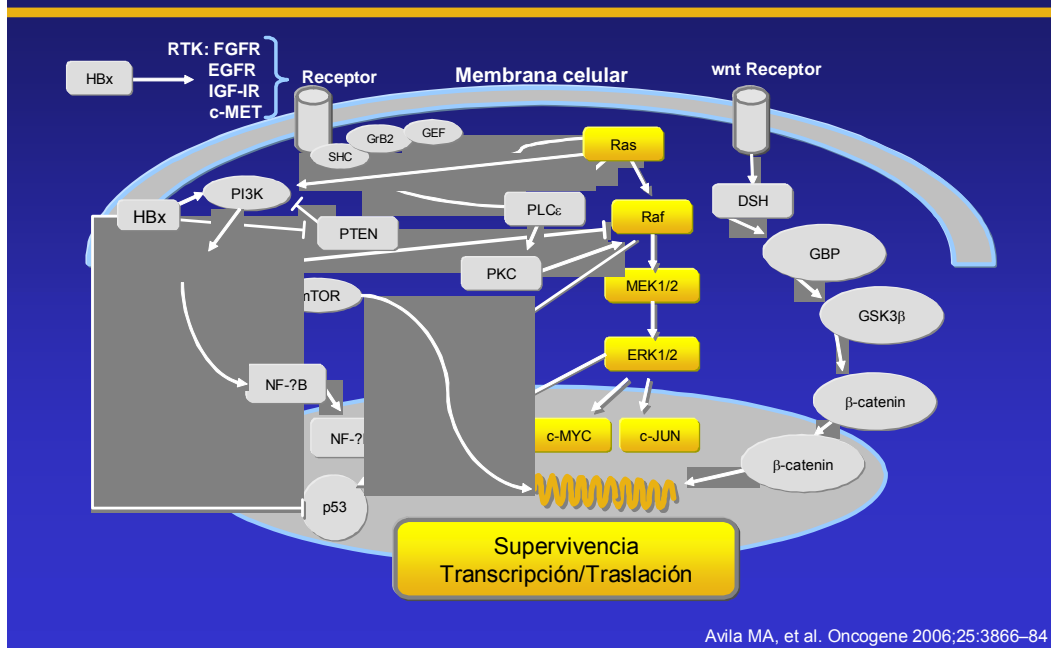 RTK: FGFR
EGFR
IGF-IR
c-MET
HBx
Receptor
Membrana celular
wnt Receptor
GrB2
GEF
SHC
Ras
PI3K
HBx
PTEN
PLCε
Raf
DSH
GBP
PKC
MEK1/2
mTOR
GSK3β
ERK1/2
NF-?B
β-catenin
NF-?
c-MYC
c-JUN
β-catenin
p53
Supervivencia
Transcripción/Traslación
Avila MA, et al. Oncogene 2006;25:3866–84